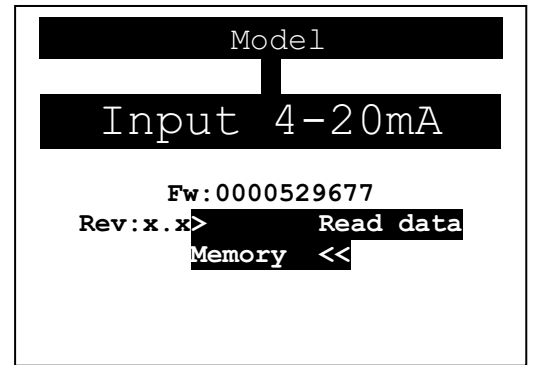 Model
Input 4-20mA
Fw:0000529677
Rev:x.x> Read data
Memory <<